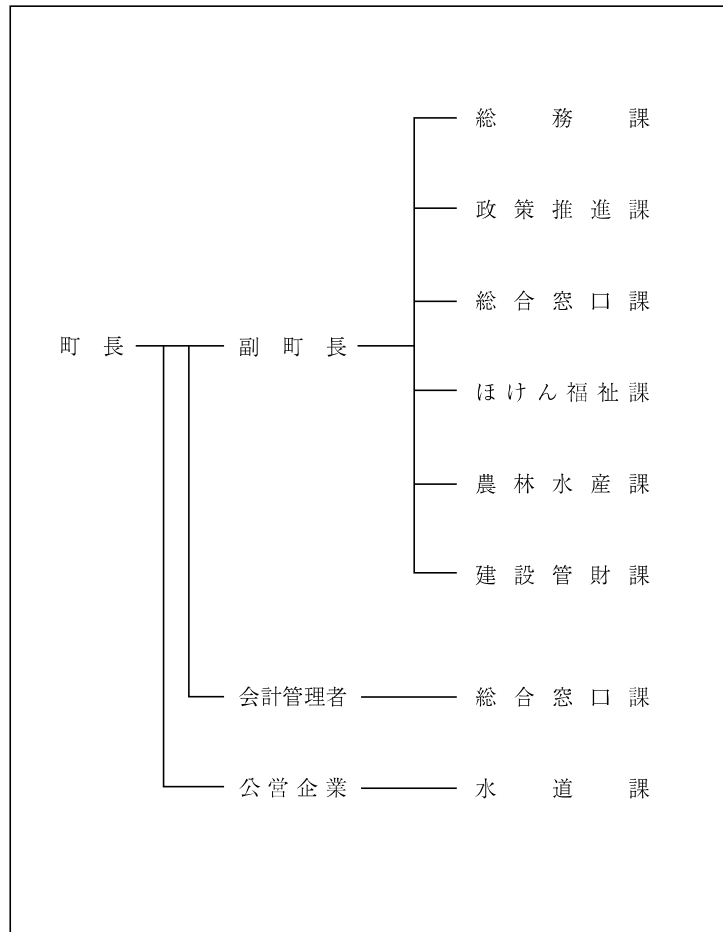 総務課
政策推進課
総合窓口課
町長 副町長
ほけん福祉課
農林水産課
建設管財課
会計管理者 総合窓口課
公営企業 水道課